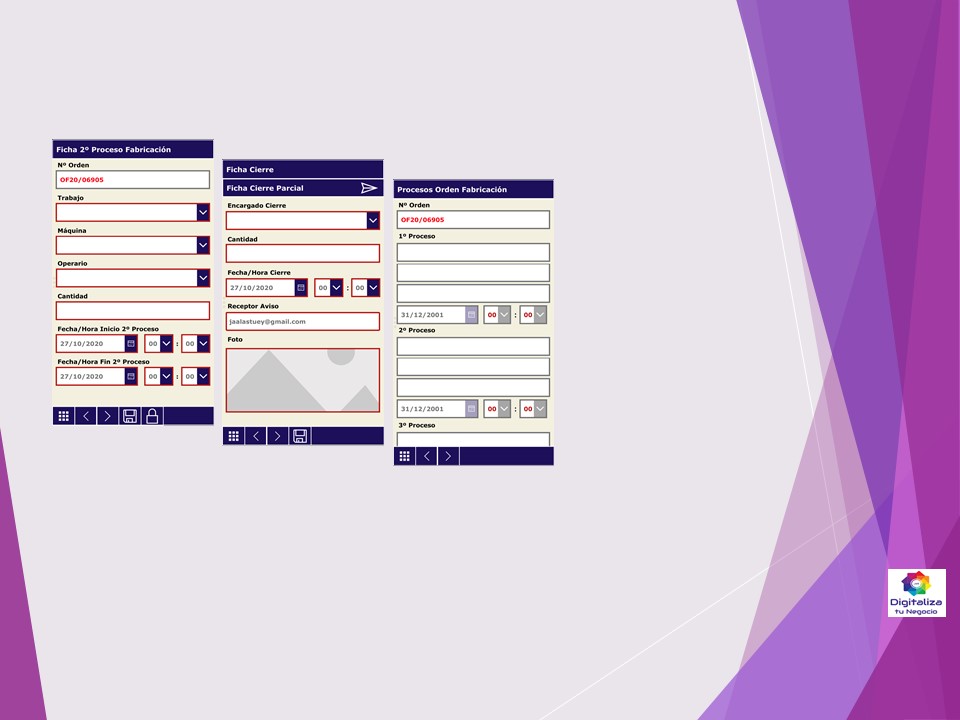 Ficha 2º Proceso Fabricación
Nº Orden
OF20/06905
Trabajo
Máquina
Operario
Cantidad
Fecha/Hora Inicio 2º Proceso
27/10/2020 00 : 00
Fecha/Hora Fin 2º Proceso
27/10/2020 00 : 00
Ficha Cierre
Ficha Cierre Parcial
Encargado Cierre
Cantidad
Fecha/Hora Cierre
27/10/2020 00 : 00
Receptor Aviso
jaalastuey@gmail.com
Foto
Procesos Orden Fabricación
Nº Orden
OF20/06905
1º Proceso
31/12/2001 00 : 00
2º Proceso
31/12/2001 00 : 00
3º Proceso
Digitaliza
tu Negocio